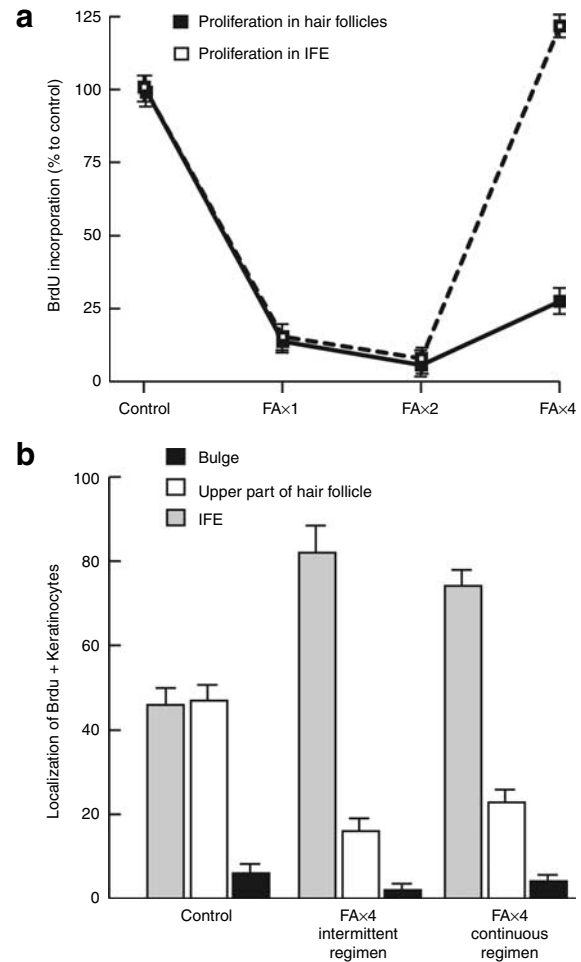 a
Proliferation in hair follicles
Proliferation in IFE
BrdU incorporation (% to control)
125
100
75
50
25
0
Control
FA×1
FA×2
FA×4
b
Bulge
Upper part of hair follicle
IFE
Localization of Brdu + Keratinocytes
100
80
60
40
20
0
Control
FA×4
intermittent
regimen
FA×4
continuous
regimen